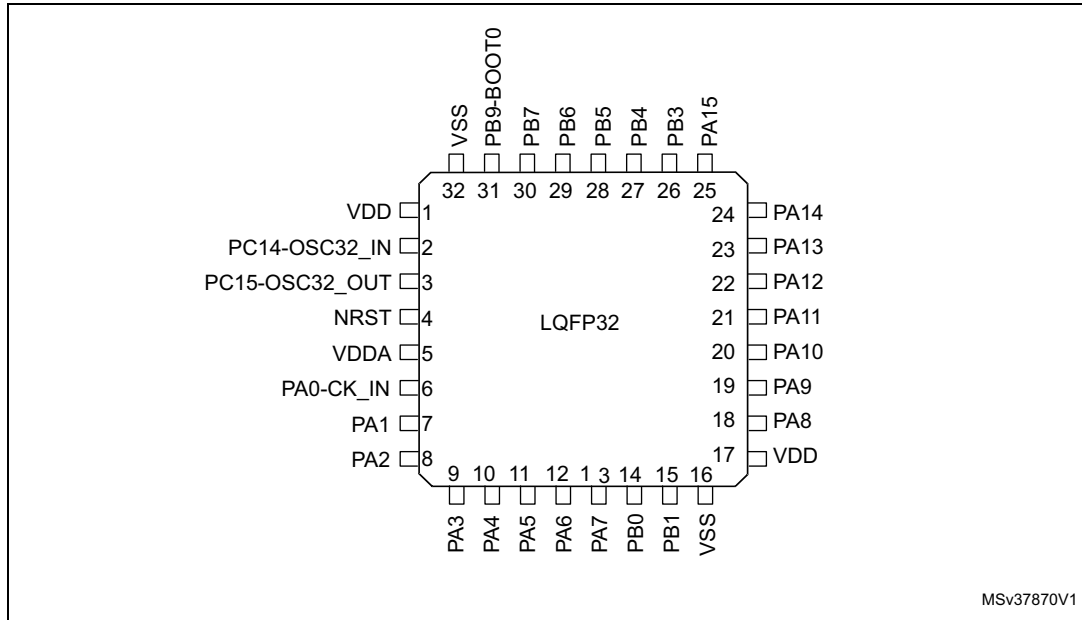 VSS
PB9-BOOT0
PB7
PB6
PB5
PB4
PB3
PA15
32 31 30 29 28 27 26 25
VDD 1
PC14-OSC32_IN 2
PC15-OSC32_OUT 3
NRST 4
VDDA 5
PA0-CK_IN 6
PA1 7
PA2 8
LQFP32
24 PA14
23 PA13
22 PA12
21 PA11
20 PA10
19 PA9
18 PA8
17 VDD
9 10 11 12 1 3 14 15 16
PA3
PA4
PA5
PA6
PA7
PB0
PB1
VSS
MSv37870V1